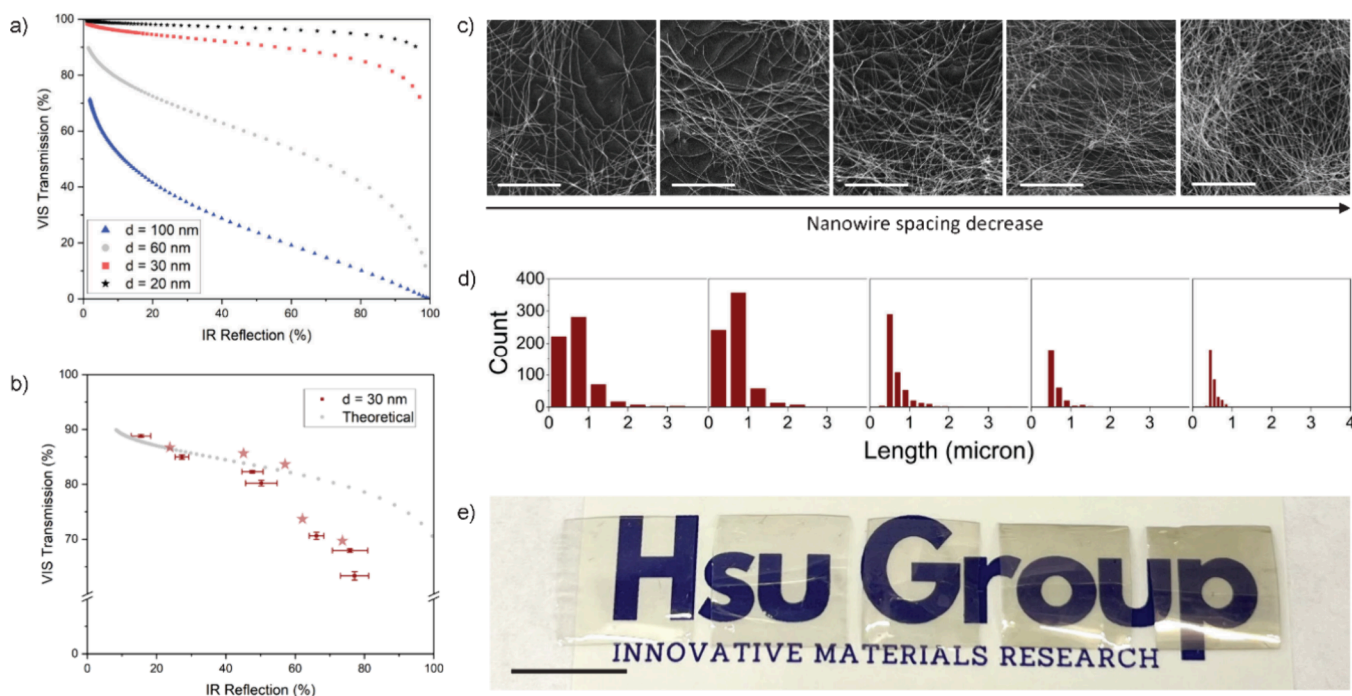 a)
100
90
80
70
60
40
20
0
VIS Transmission (%)
d = 100 nm
d = 60 nm
d = 30 nm
d = 20 nm
20 40 60 80 100
IR Reflection (%)
b)
100
90
80
70
0
VIS Transmission (%)
d = 30 nm
Theoretical
0 20 40 60 80 100
IR Reflection (%)
c)
Nanowire spacing decrease
d)
400
300
200
100
0
Count
0 1 2 3 0 1 2 3 0 1 2 3 0 1 2 3 0 1 2 3 4
Length (micron)
e)
Hsu Group
INNOVATIVE MATERIALS RESEARCH